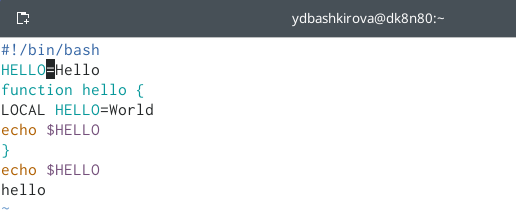 ydbashkirova@dk8n80:~
#!/bin/bash
HELLO=Hello
function hello {
LOCAL HELLO=World
echo $HELLO
}
echo $HELLO
hello
~